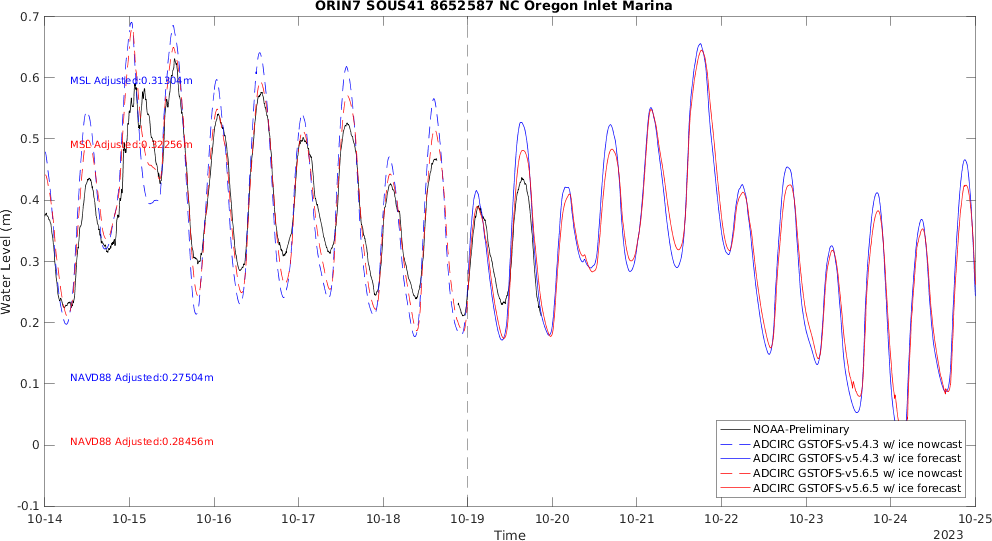 ORIN7 SOUS41 8652587 NC Oregon Inlet Marina
0.7
0.6
0.5
0.4
0.3
0.2
0.1
0
-0.1
Water Level (m)
MSL Adjusted:0.31304m
MSL Adjusted:0.32256m
NAVD88 Adjusted:0.27504m
NAVD88 Adjusted:0.28456m
NOAA-Preliminary
ADCIRC GSTOFS-v5.4.3 w/ ice nowcast
ADCIRC GSTOFS-v5.4.3 w/ ice forecast
ADCIRC GSTOFS-v5.6.5 w/ ice nowcast
ADCIRC GSTOFS-v5.6.5 w/ ice forecast
10-14 10-15 10-16 10-17 10-18 10-19 10-20 10-21 10-22 10-23 10-24 10-25
Time
2023